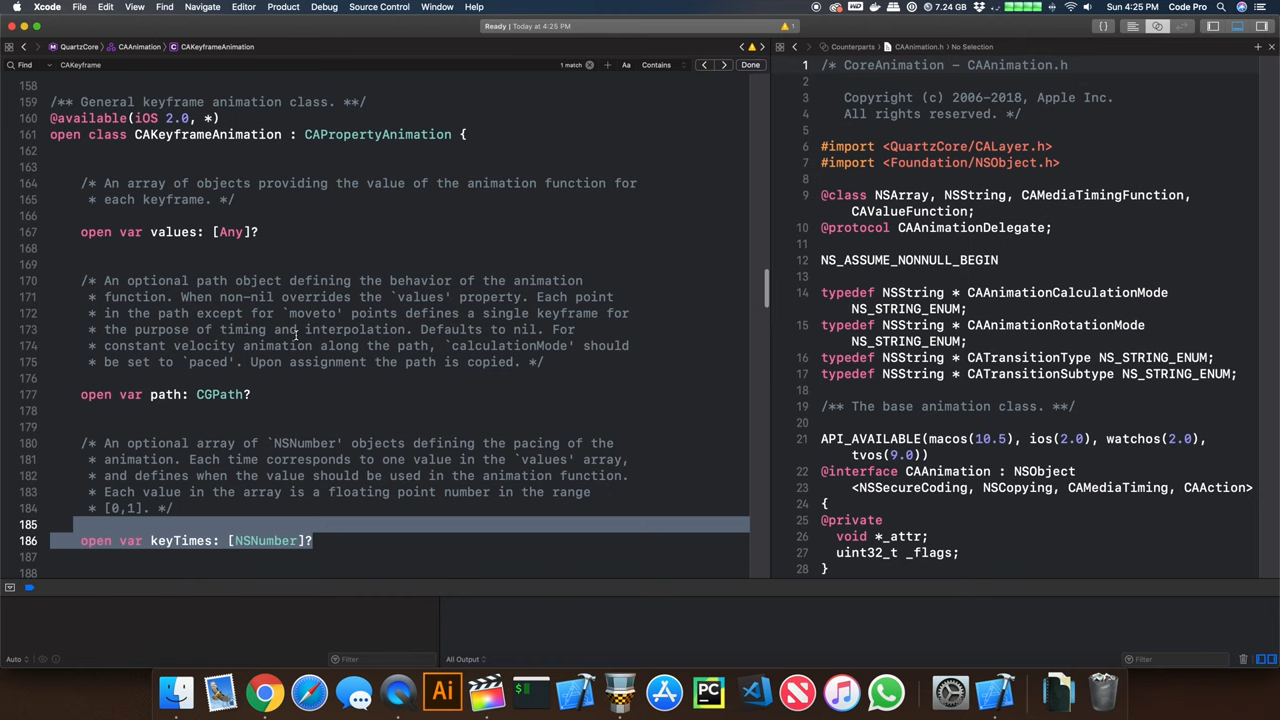 Xcode File Edit View Find Navigate Editor Product Debug Source Control Window Help
7.24 GB Sun 4:25 PM Code Pro
Ready | Today at 4:25 PM 1
QuartzCore CAAnimation C CAKeyframeAnimation
Find CAKeyframe 1 match Aa Contains Done
158
159 /** General keyframe animation class. **/
160 @available(iOS 2.0, *)
161 open class CAKeyframeAnimation : CAPropertyAnimation {
162
163
164 /* An array of objects providing the value of the animation function for
165 * each keyframe. */
166
167 open var values: [Any]?
168
169
170 /* An optional path object defining the behavior of the animation
171 * function. When non-nil overrides the `values' property. Each point
172 * in the path except for `moveto' points defines a single keyframe for
173 * the purpose of timing and interpolation. Defaults to nil. For
174 * constant velocity animation along the path, `calculationMode' should
175 * be set to `paced'. Upon assignment the path is copied. */
176
177 open var path: CGPath?
178
179
180 /* An optional array of `NSNumber' objects defining the pacing of the
181 * animation. Each time corresponds to one value in the `values' array,
182 * and defines when the value should be used in the animation function.
183 * Each value in the array is a floating point number in the range
184 * [0,1]. */
185
186 open var keyTimes: [NSNumber]?
187
188
Counterparts CAAnimation.h No Selection
1 /* CoreAnimation - CAAnimation.h
2
3 Copyright (c) 2006-2018, Apple Inc.
4 All rights reserved. */
5
6 #import <QuartzCore/CALayer.h>
7 #import <Foundation/NSObject.h>
8
9 @class NSArray, NSString, CAMediaTimingFunction,
CAValueFunction;
10 @protocol CAAnimationDelegate;
11
12 NS_ASSUME_NONNULL_BEGIN
13
14 typedef NSString * CAAnimationCalculationMode
NS_STRING_ENUM;
15 typedef NSString * CAAnimationRotationMode
NS_STRING_ENUM;
16 typedef NSString * CATransitionType NS_STRING_ENUM;
17 typedef NSString * CATransitionSubtype NS_STRING_ENUM;
18
19 /** The base animation class. **/
20
21 API_AVAILABLE(macos(10.5), ios(2.0), watchos(2.0),
tvos(9.0))
22 @interface CAAnimation : NSObject
23 <NSSecureCoding, NSCopying, CAMediaTiming, CAAction>
24 {
25 @private
26 void *_attr;
27 uint32_t _flags;
28 }
Auto Filter All Output Filter
Ai $ PC N